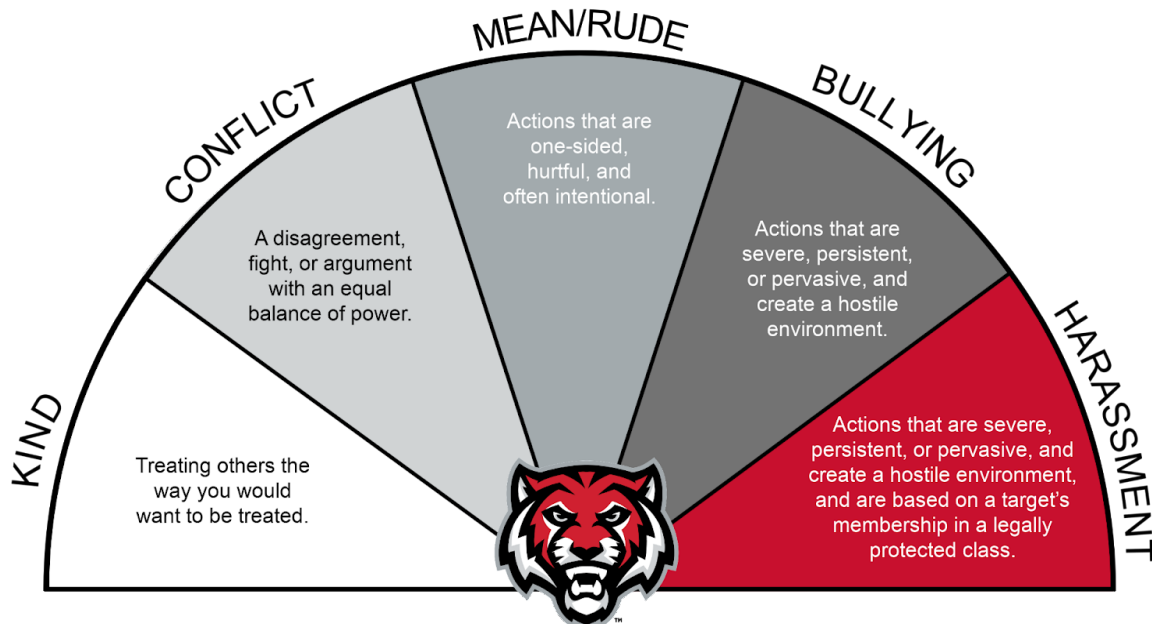 KIND
Treating others the
way you would
want to be treated.
CONFLICT
A disagreement,
fight, or argument
with an equal
balance of power.
MEAN/RUDE
Actions that are
one-sided,
hurtful, and
often intentional.
BULLYING
Actions that are
severe, persistent,
or pervasive, and
create a hostile
environment.
HARASSMENT
Actions that are severe,
persistent, or pervasive, and
create a hostile environment,
and are based on a target's
membership in a legally
protected class.
TM